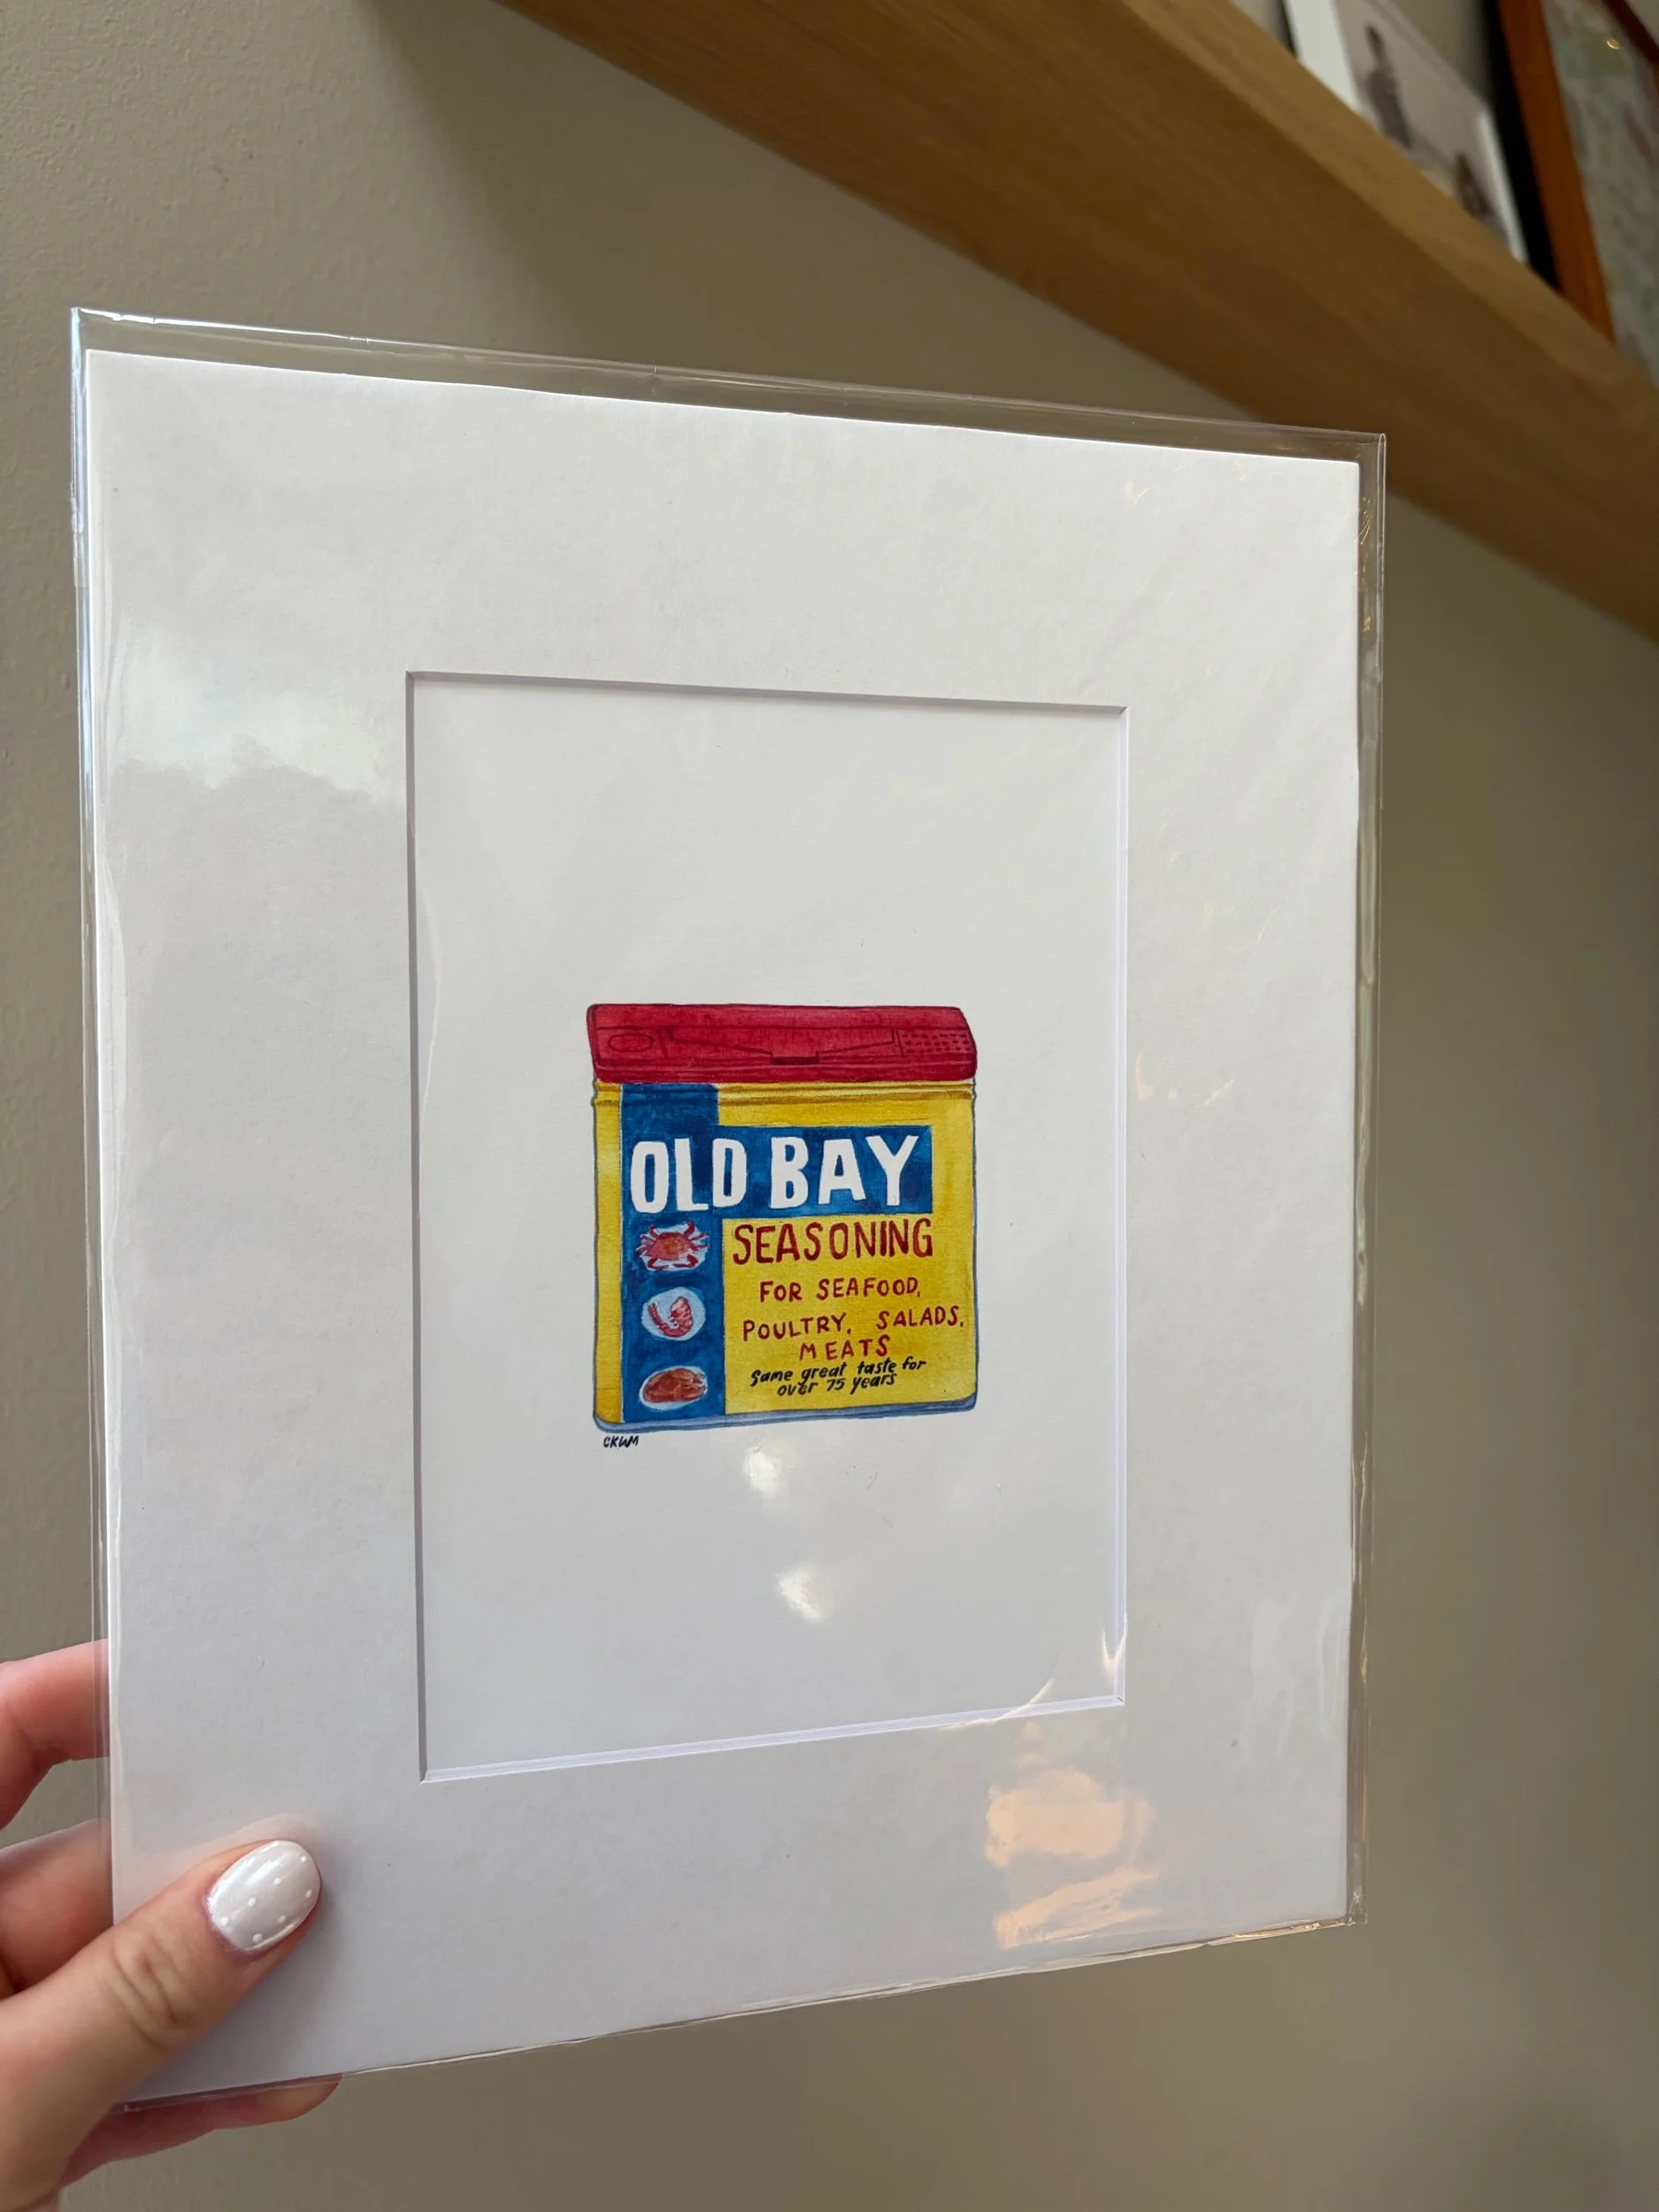 OLD BAY
SEASONING
FOR SEAFOOD,
POULTRY, SALADS,
MEATS
Same great taste for
over 75 years
CKWM